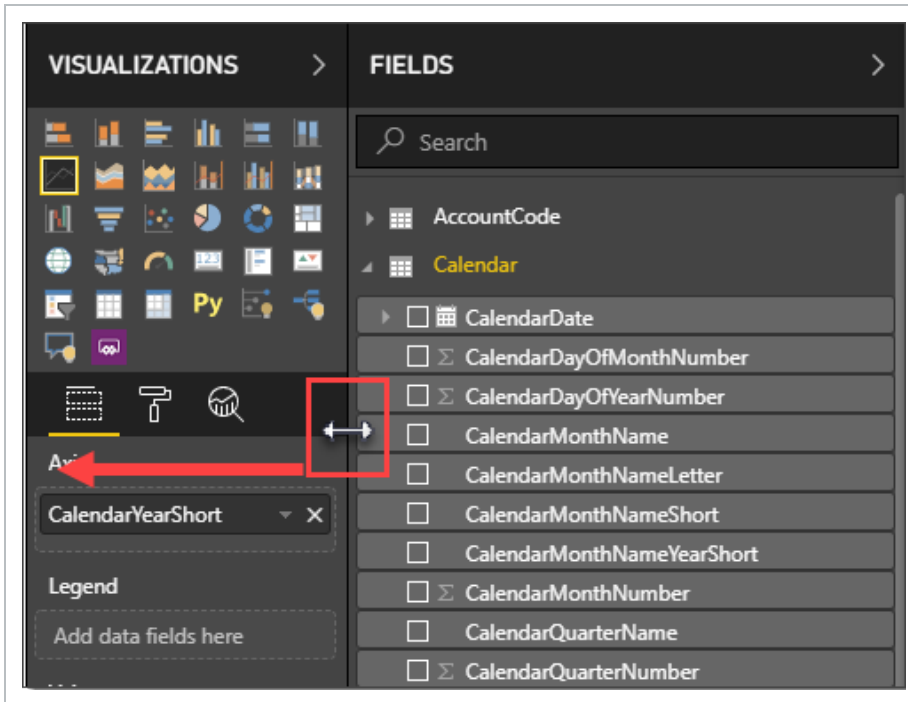 VISUALIZATIONS
FIELDS
Search
AccountCode
Calendar
123
Py
CalendarDate
CalendarDayOfMonthNumber
CalendarDayOfYearNumber
CalendarMonthName
CalendarMonthNameLetter
CalendarYearShort
CalendarMonthNameShort
CalendarMonthNameYearShort
Legend
CalendarMonthNumber
Add data fields here
CalendarQuarterName
CalendarQuarterNumber